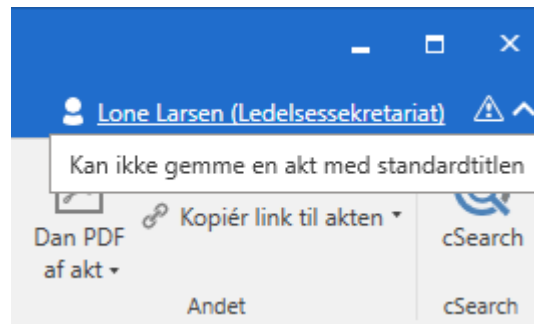 Lone Larsen (Ledelsessekretariat)
Kan ikke gemme en akt med standardtitlen
Dan PDF
af akt
Kopiér link til akten
cSearch
Andet
cSearch